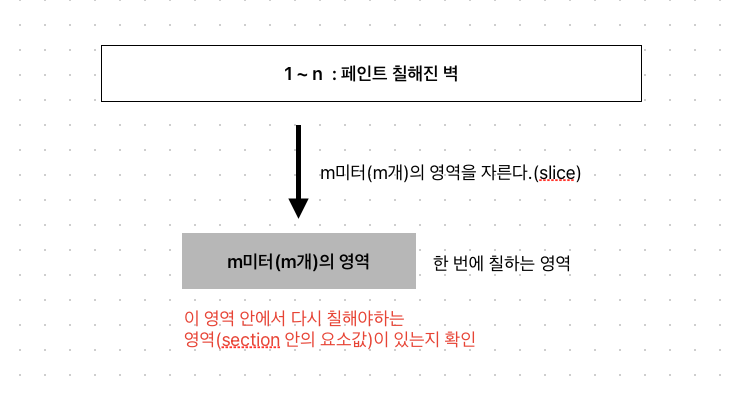 1 ~ n : 페인트 칠해진 벽
m미터(m개)의 영역을 자른다.(slice)
m미터(m개)의 영역
한 번에 칠하는 영역
이 영역 안에서 다시 칠해야하는
영역(section 안의 요소값)이 있는지 확인